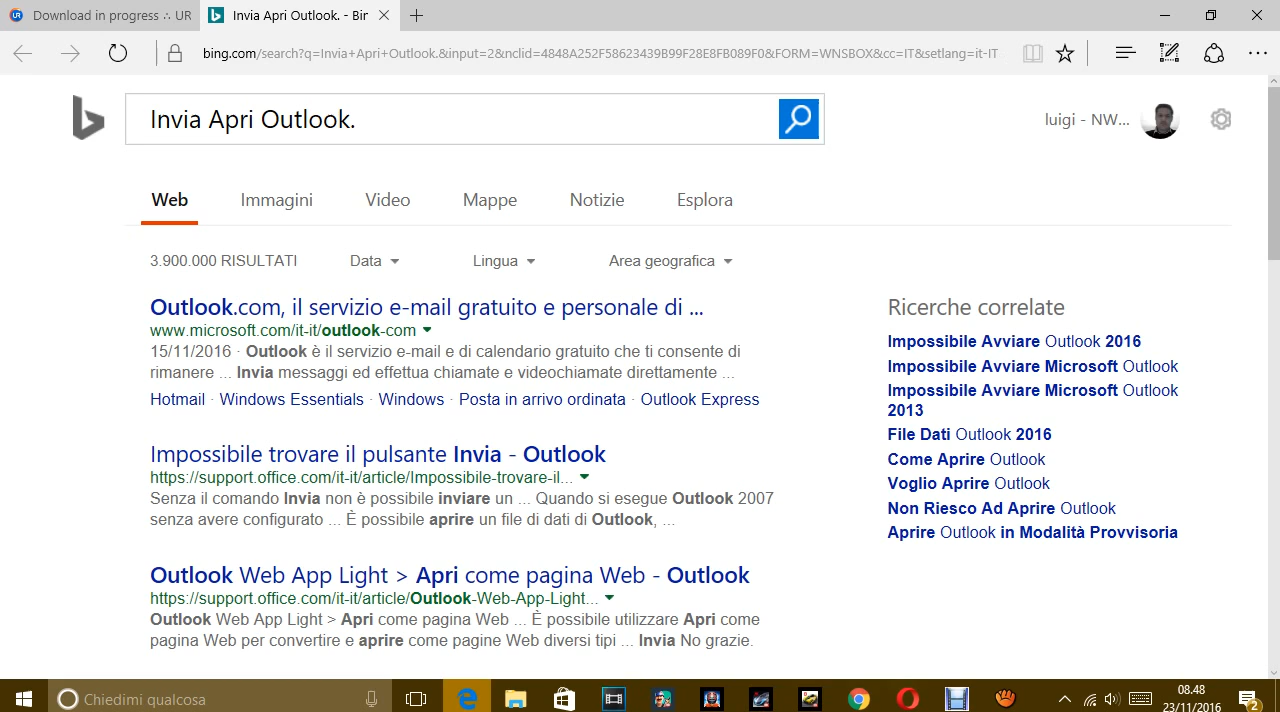 Download in progress ∴ UR
Invia Apri Outlook. - Bin
bing.com/search?q=Invia+Apri+Outlook.&input=2&nclid=4848A252F58623439B99F28E8FB089F0&FORM=WNSBOX&cc=IT&setlang=it-IT
Invia Apri Outlook.
luigi - NW...
Web Immagini Video Mappe Notizie Esplora
3.900.000 RISULTATI Data Lingua Area geografica
Outlook.com, il servizio e-mail gratuito e personale di ...
www.microsoft.com/it-it/outlook-com
15/11/2016 · Outlook è il servizio e-mail e di calendario gratuito che ti consente di
rimanere ... Invia messaggi ed effettua chiamate e videochiamate direttamente ...
Hotmail · Windows Essentials · Windows · Posta in arrivo ordinata · Outlook Express
Impossibile trovare il pulsante Invia - Outlook
https://support.office.com/it-it/article/Impossibile-trovare-il...
Senza il comando Invia non è possibile inviare un ... Quando si esegue Outlook 2007
senza avere configurato ... È possibile aprire un file di dati di Outlook, ...
Outlook Web App Light > Apri come pagina Web - Outlook
https://support.office.com/it-it/article/Outlook-Web-App-Light...
Outlook Web App Light > Apri come pagina Web ... È possibile utilizzare Apri come
pagina Web per convertire e aprire come pagine Web diversi tipi ... Invia No grazie.
Ricerche correlate
Impossibile Avviare Outlook 2016
Impossibile Avviare Microsoft Outlook
Impossibile Avviare Microsoft Outlook
2013
File Dati Outlook 2016
Come Aprire Outlook
Voglio Aprire Outlook
Non Riesco Ad Aprire Outlook
Aprire Outlook in Modalità Provvisoria
Chiedimi qualcosa
08.48
23/11/2016
2